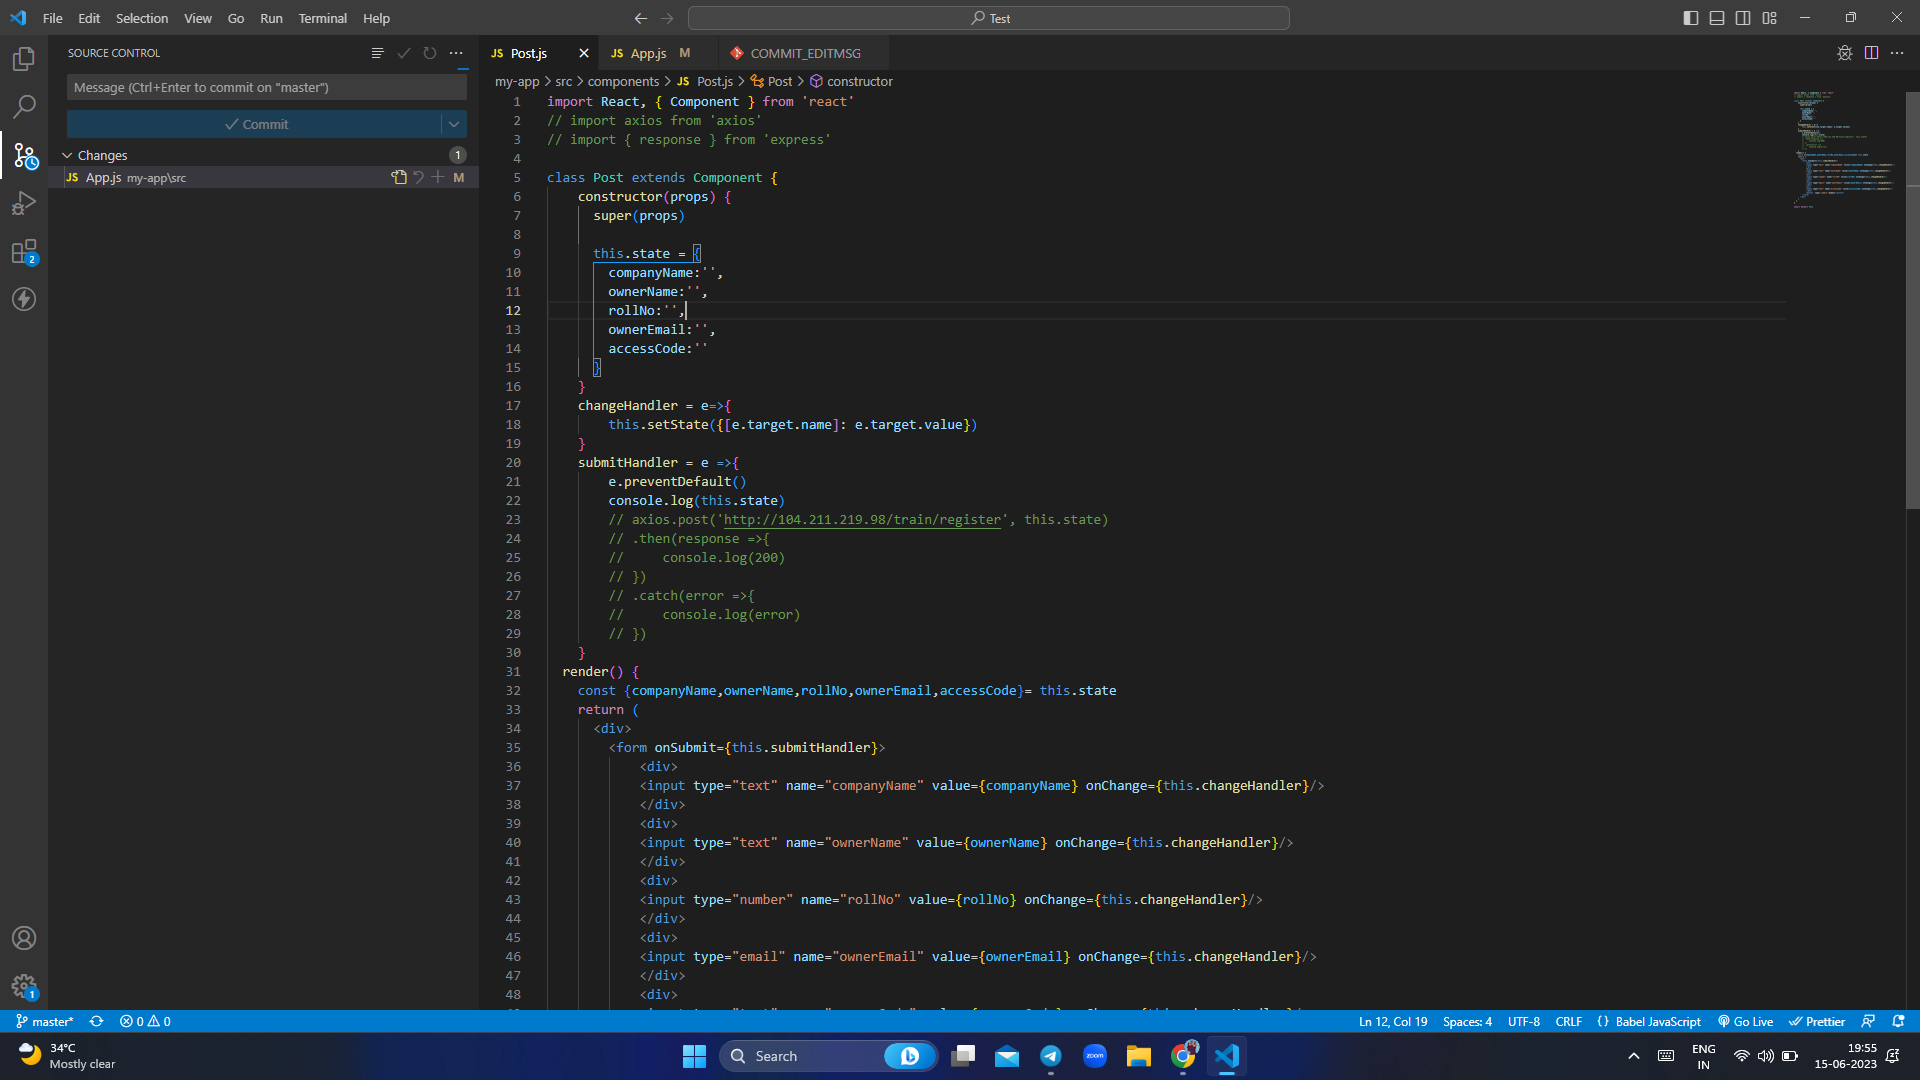 File Edit Selection View Go Run Terminal Help
Test
SOURCE CONTROL
Message (Ctrl+Enter to commit on "master")
Commit
Changes
1
JS App.js my-app\src M
2
1
JS Post.js
JS App.js M
COMMIT_EDITMSG
my-app > src > components > JS Post.js > Post > constructor
1 import React, { Component } from 'react'
2 // import axios from 'axios'
3 // import { response } from 'express'
4
5 class Post extends Component {
6 constructor(props) {
7 super(props)
8
9 this.state = {
10 companyName:'',
11 ownerName:'',
12 rollNo:'',
13 ownerEmail:'',
14 accessCode:''
15 }
16 }
17 changeHandler = e=>{
18 this.setState({[e.target.name]: e.target.value})
19 }
20 submitHandler = e =>{
21 e.preventDefault()
22 console.log(this.state)
23 // axios.post('http://104.211.219.98/train/register', this.state)
24 // .then(response =>{
25 // console.log(200)
26 // })
27 // .catch(error =>{
28 // console.log(error)
29 // })
30 }
31 render() {
32 const {companyName,ownerName,rollNo,ownerEmail,accessCode}= this.state
33 return (
34 <div>
35 <form onSubmit={this.submitHandler}>
36 <div>
37 <input type="text" name="companyName" value={companyName} onChange={this.changeHandler}/>
38 </div>
39 <div>
40 <input type="text" name="ownerName" value={ownerName} onChange={this.changeHandler}/>
41 </div>
42 <div>
43 <input type="number" name="rollNo" value={rollNo} onChange={this.changeHandler}/>
44 </div>
45 <div>
46 <input type="email" name="ownerEmail" value={ownerEmail} onChange={this.changeHandler}/>
47 </div>
48 <div>
master* 0 0
Ln 12, Col 19 Spaces: 4 UTF-8 CRLF {} Babel JavaScript Go Live Prettier
34°C
Mostly clear
Search
zoom
ENG
IN
19:55
15-06-2023